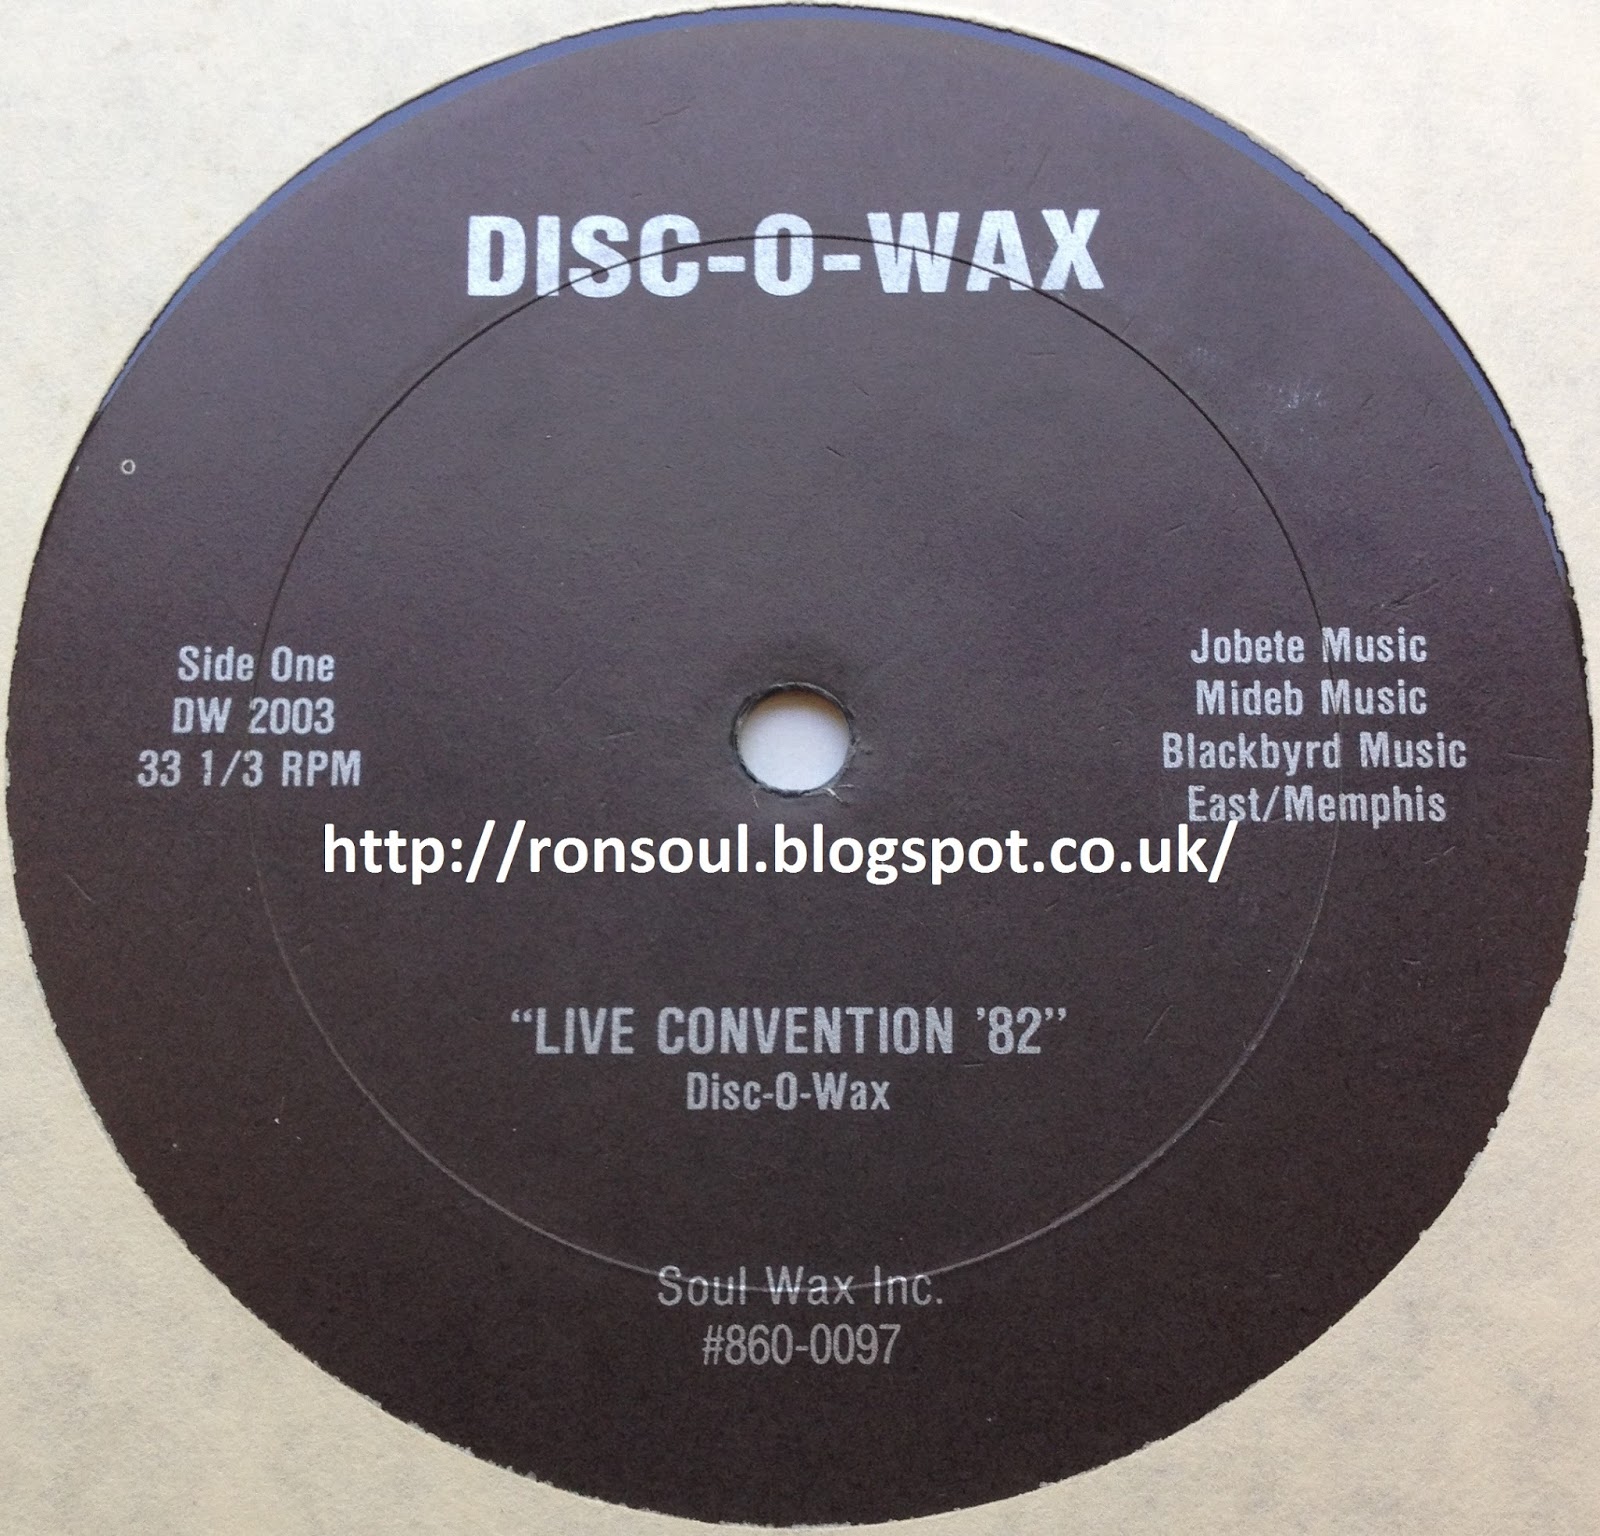 DISC-O-WAX
Side One
DW 2003
33 1/3 RPM
Jobete Music
Mideb Music
Blackbyrd Music
East/Memphis
http://ronsoul.blogspot.co.uk/
“LIVE CONVENTION ’82”
Disc-O-Wax
Soul Wax Inc.
#860-0097